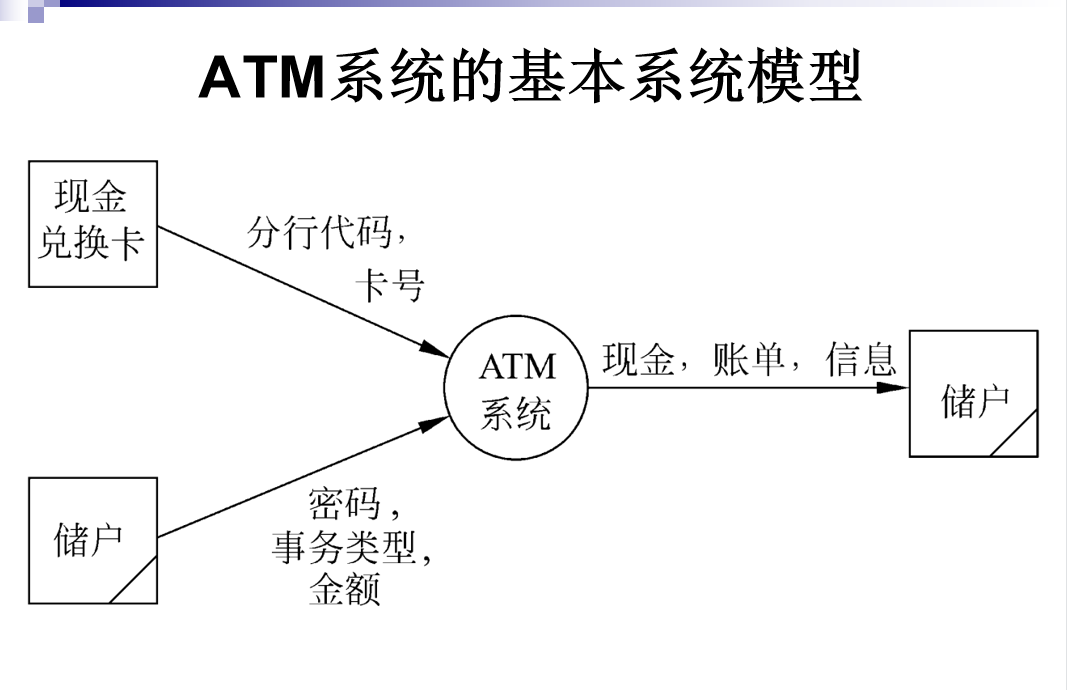 ATM系统的基本系统模型
现金
兑换卡
分行代码,
卡号
ATM
系统
现金, 账单, 信息
储户
储户
密码,
事务类型,
金额